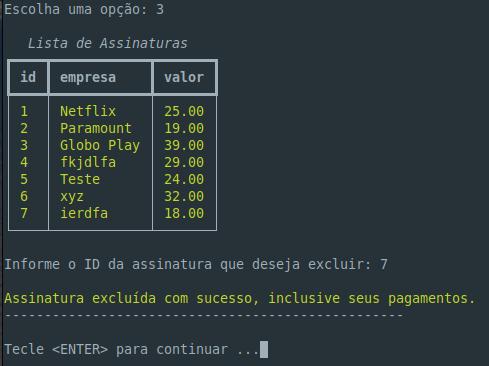 Escolha uma opção: 3
Lista de Assinaturas
id empresa valor
1 Netflix 25.00
2 Paramount 19.00
3 Globo Play 39.00
4 fkjdlfa 29.00
5 Teste 24.00
6 xyz 32.00
7 ierdfa 18.00
Informe o ID da assinatura que deseja excluir: 7
Assinatura excluída com sucesso, inclusive seus pagamentos.
--------------------------------------------------
Tecle <ENTER> para continuar ...